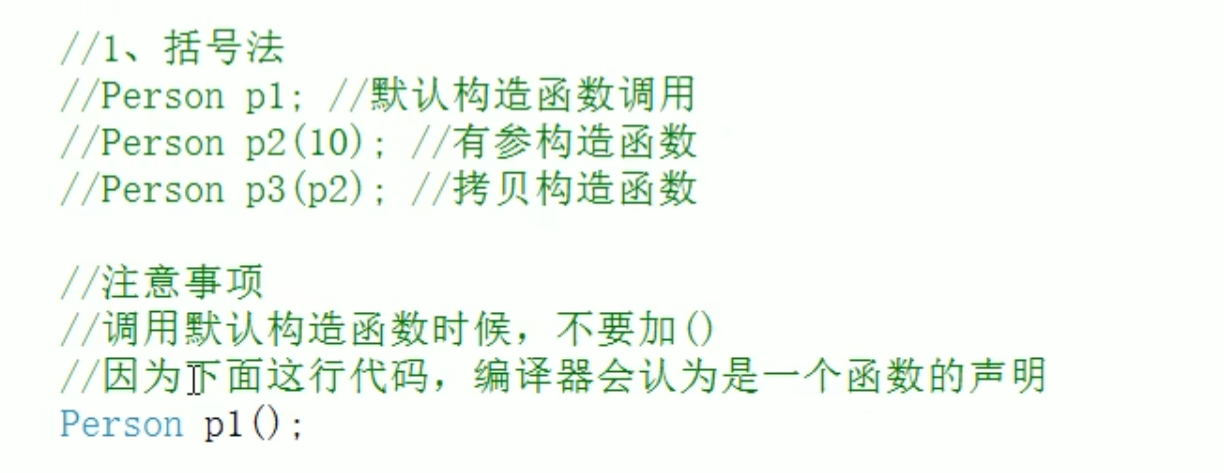 //1、括号法
//Person p1; //默认构造函数调用
//Person p2(10); //有参构造函数
//Person p3(p2); //拷贝构造函数
//注意事项
//调用默认构造函数时候，不要加()
//因为下面这行代码，编译器会认为是一个函数的声明
Person p1();